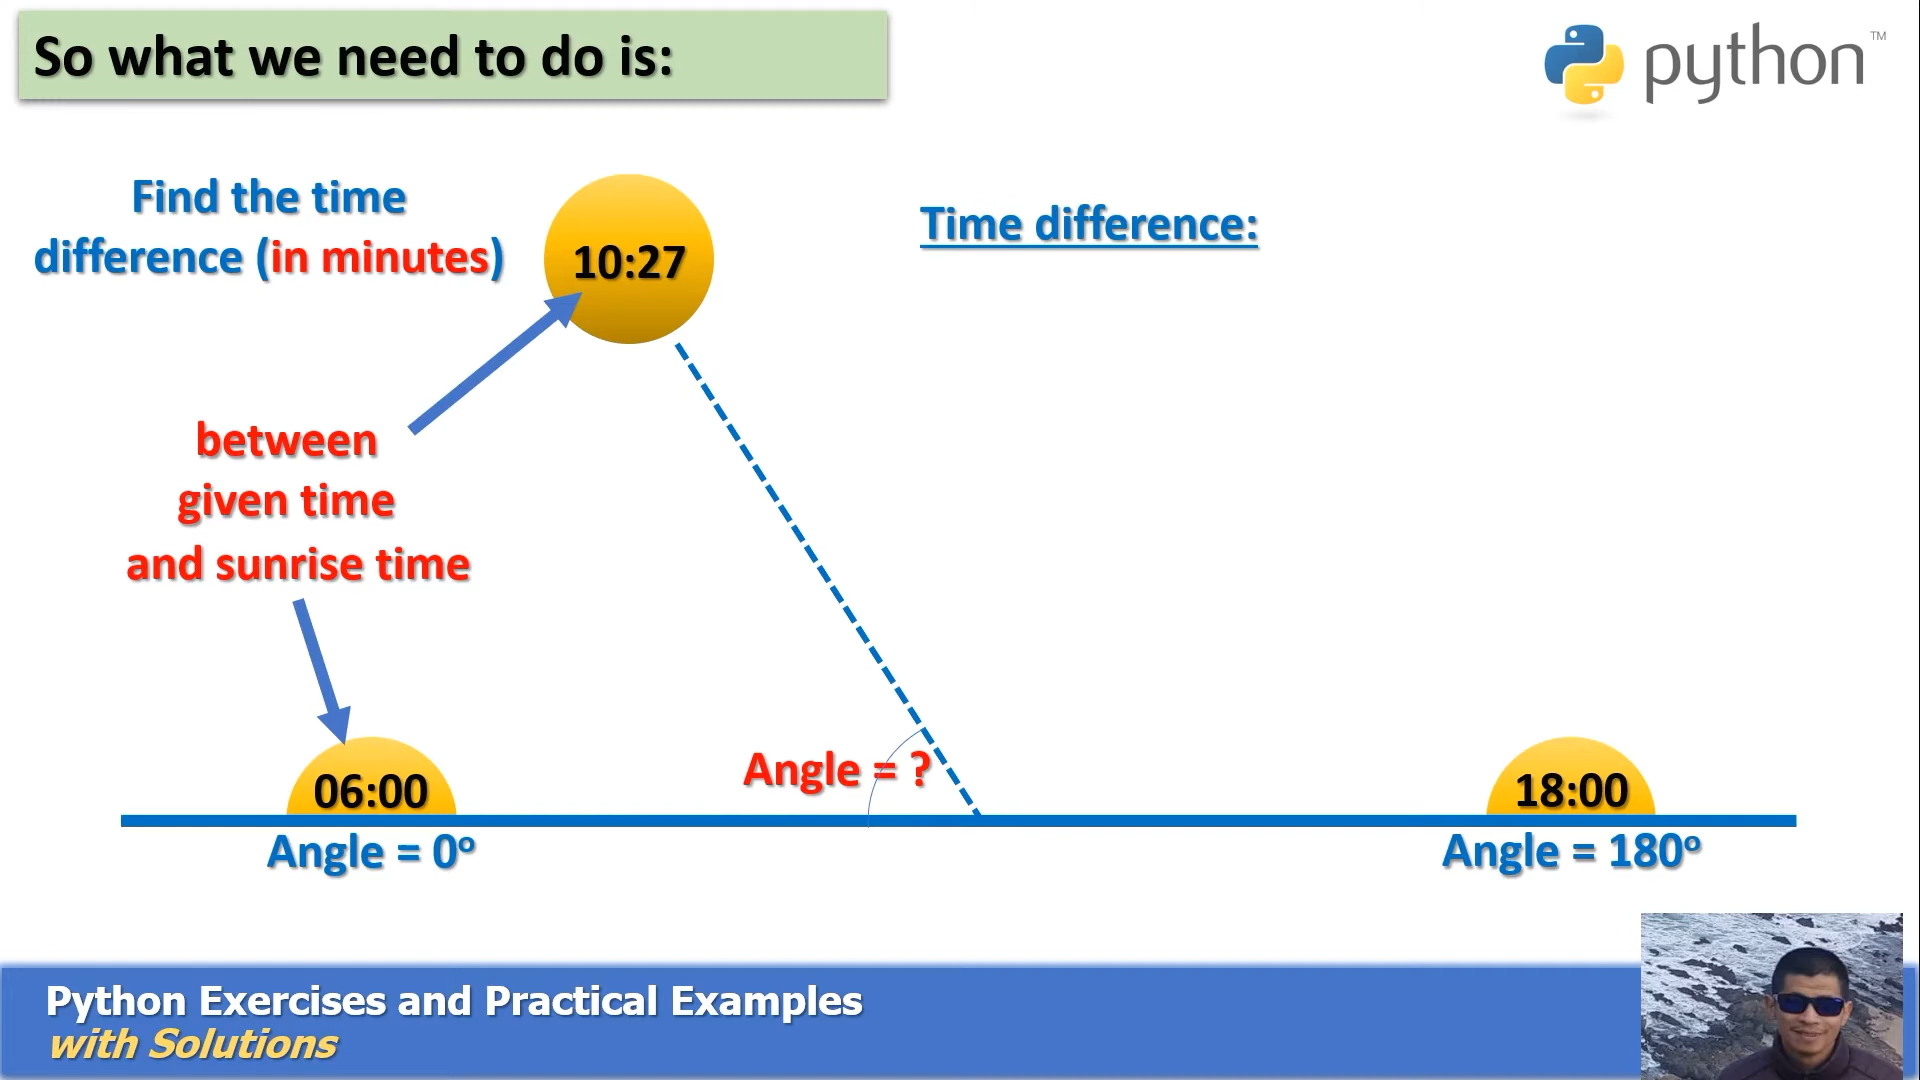 So what we need to do is:
python™
Find the time
difference (in minutes)
10:27
Time difference:
between
given time
and sunrise time
Angle = ?
06:00
18:00
Angle = 0º
Angle = 180º
Python Exercises and Practical Examples
with Solutions